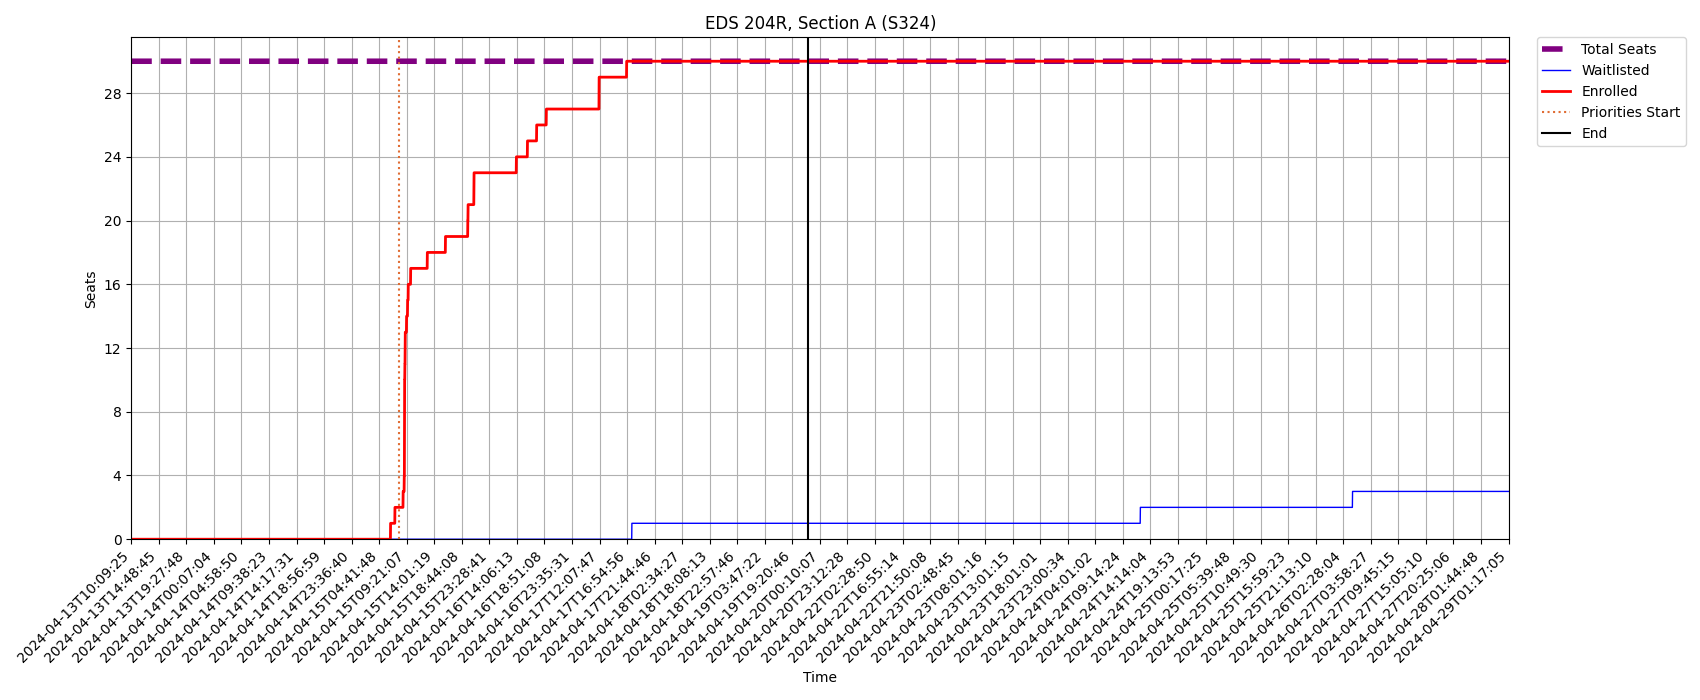 EDS 204R, Section A (S324)
Total Seats
Waitlisted
Enrolled
Priorities Start
End
Seats
28
24
20
16
12
8
4
0
2024-04-13T10:09:25
2024-04-13T14:48:45
2024-04-13T19:27:48
2024-04-14T00:07:04
2024-04-14T04:58:50
2024-04-14T09:38:23
2024-04-14T14:17:31
2024-04-14T18:56:59
2024-04-14T23:36:40
2024-04-15T04:41:48
2024-04-15T09:21:07
2024-04-15T14:01:19
2024-04-15T18:44:08
2024-04-15T23:28:41
2024-04-16T14:06:13
2024-04-16T18:51:08
2024-04-16T23:35:31
2024-04-17T12:07:47
2024-04-17T16:54:56
2024-04-17T21:44:46
2024-04-18T02:34:27
2024-04-18T18:08:13
2024-04-18T22:57:46
2024-04-19T03:47:22
2024-04-19T19:20:46
2024-04-20T00:10:07
2024-04-20T23:12:28
2024-04-22T02:28:50
2024-04-22T16:55:14
2024-04-22T21:50:08
2024-04-23T02:48:45
2024-04-23T08:01:16
2024-04-23T13:01:15
2024-04-23T18:01:01
2024-04-23T23:00:34
2024-04-24T04:01:02
2024-04-24T09:14:24
2024-04-24T14:14:04
2024-04-24T19:13:53
2024-04-25T00:17:25
2024-04-25T05:39:48
2024-04-25T10:49:30
2024-04-25T15:59:23
2024-04-25T21:13:10
2024-04-26T02:28:04
2024-04-27T03:58:27
2024-04-27T09:45:15
2024-04-27T15:05:10
2024-04-27T20:25:06
2024-04-28T01:44:48
2024-04-29T01:17:05
Time